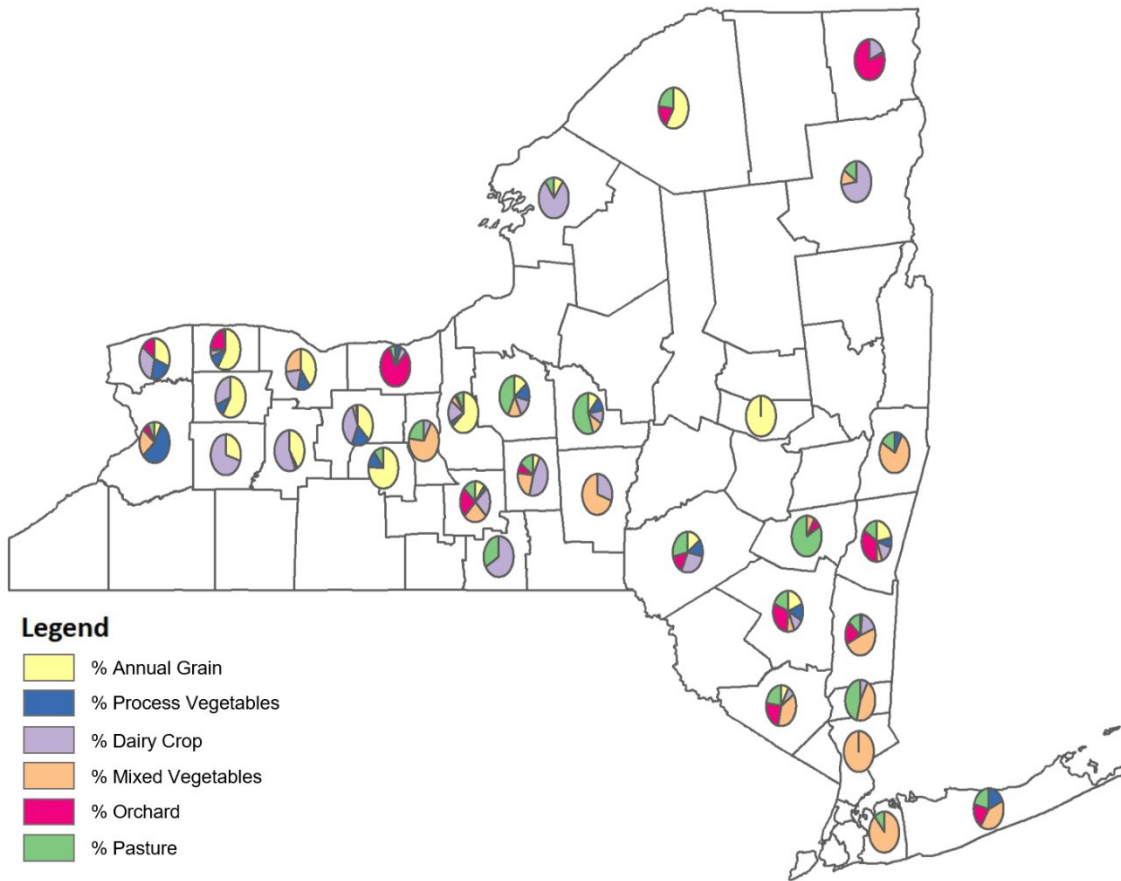 Legend
% Annual Grain
% Process Vegetables
% Dairy Crop
% Mixed Vegetables
% Orchard
% Pasture